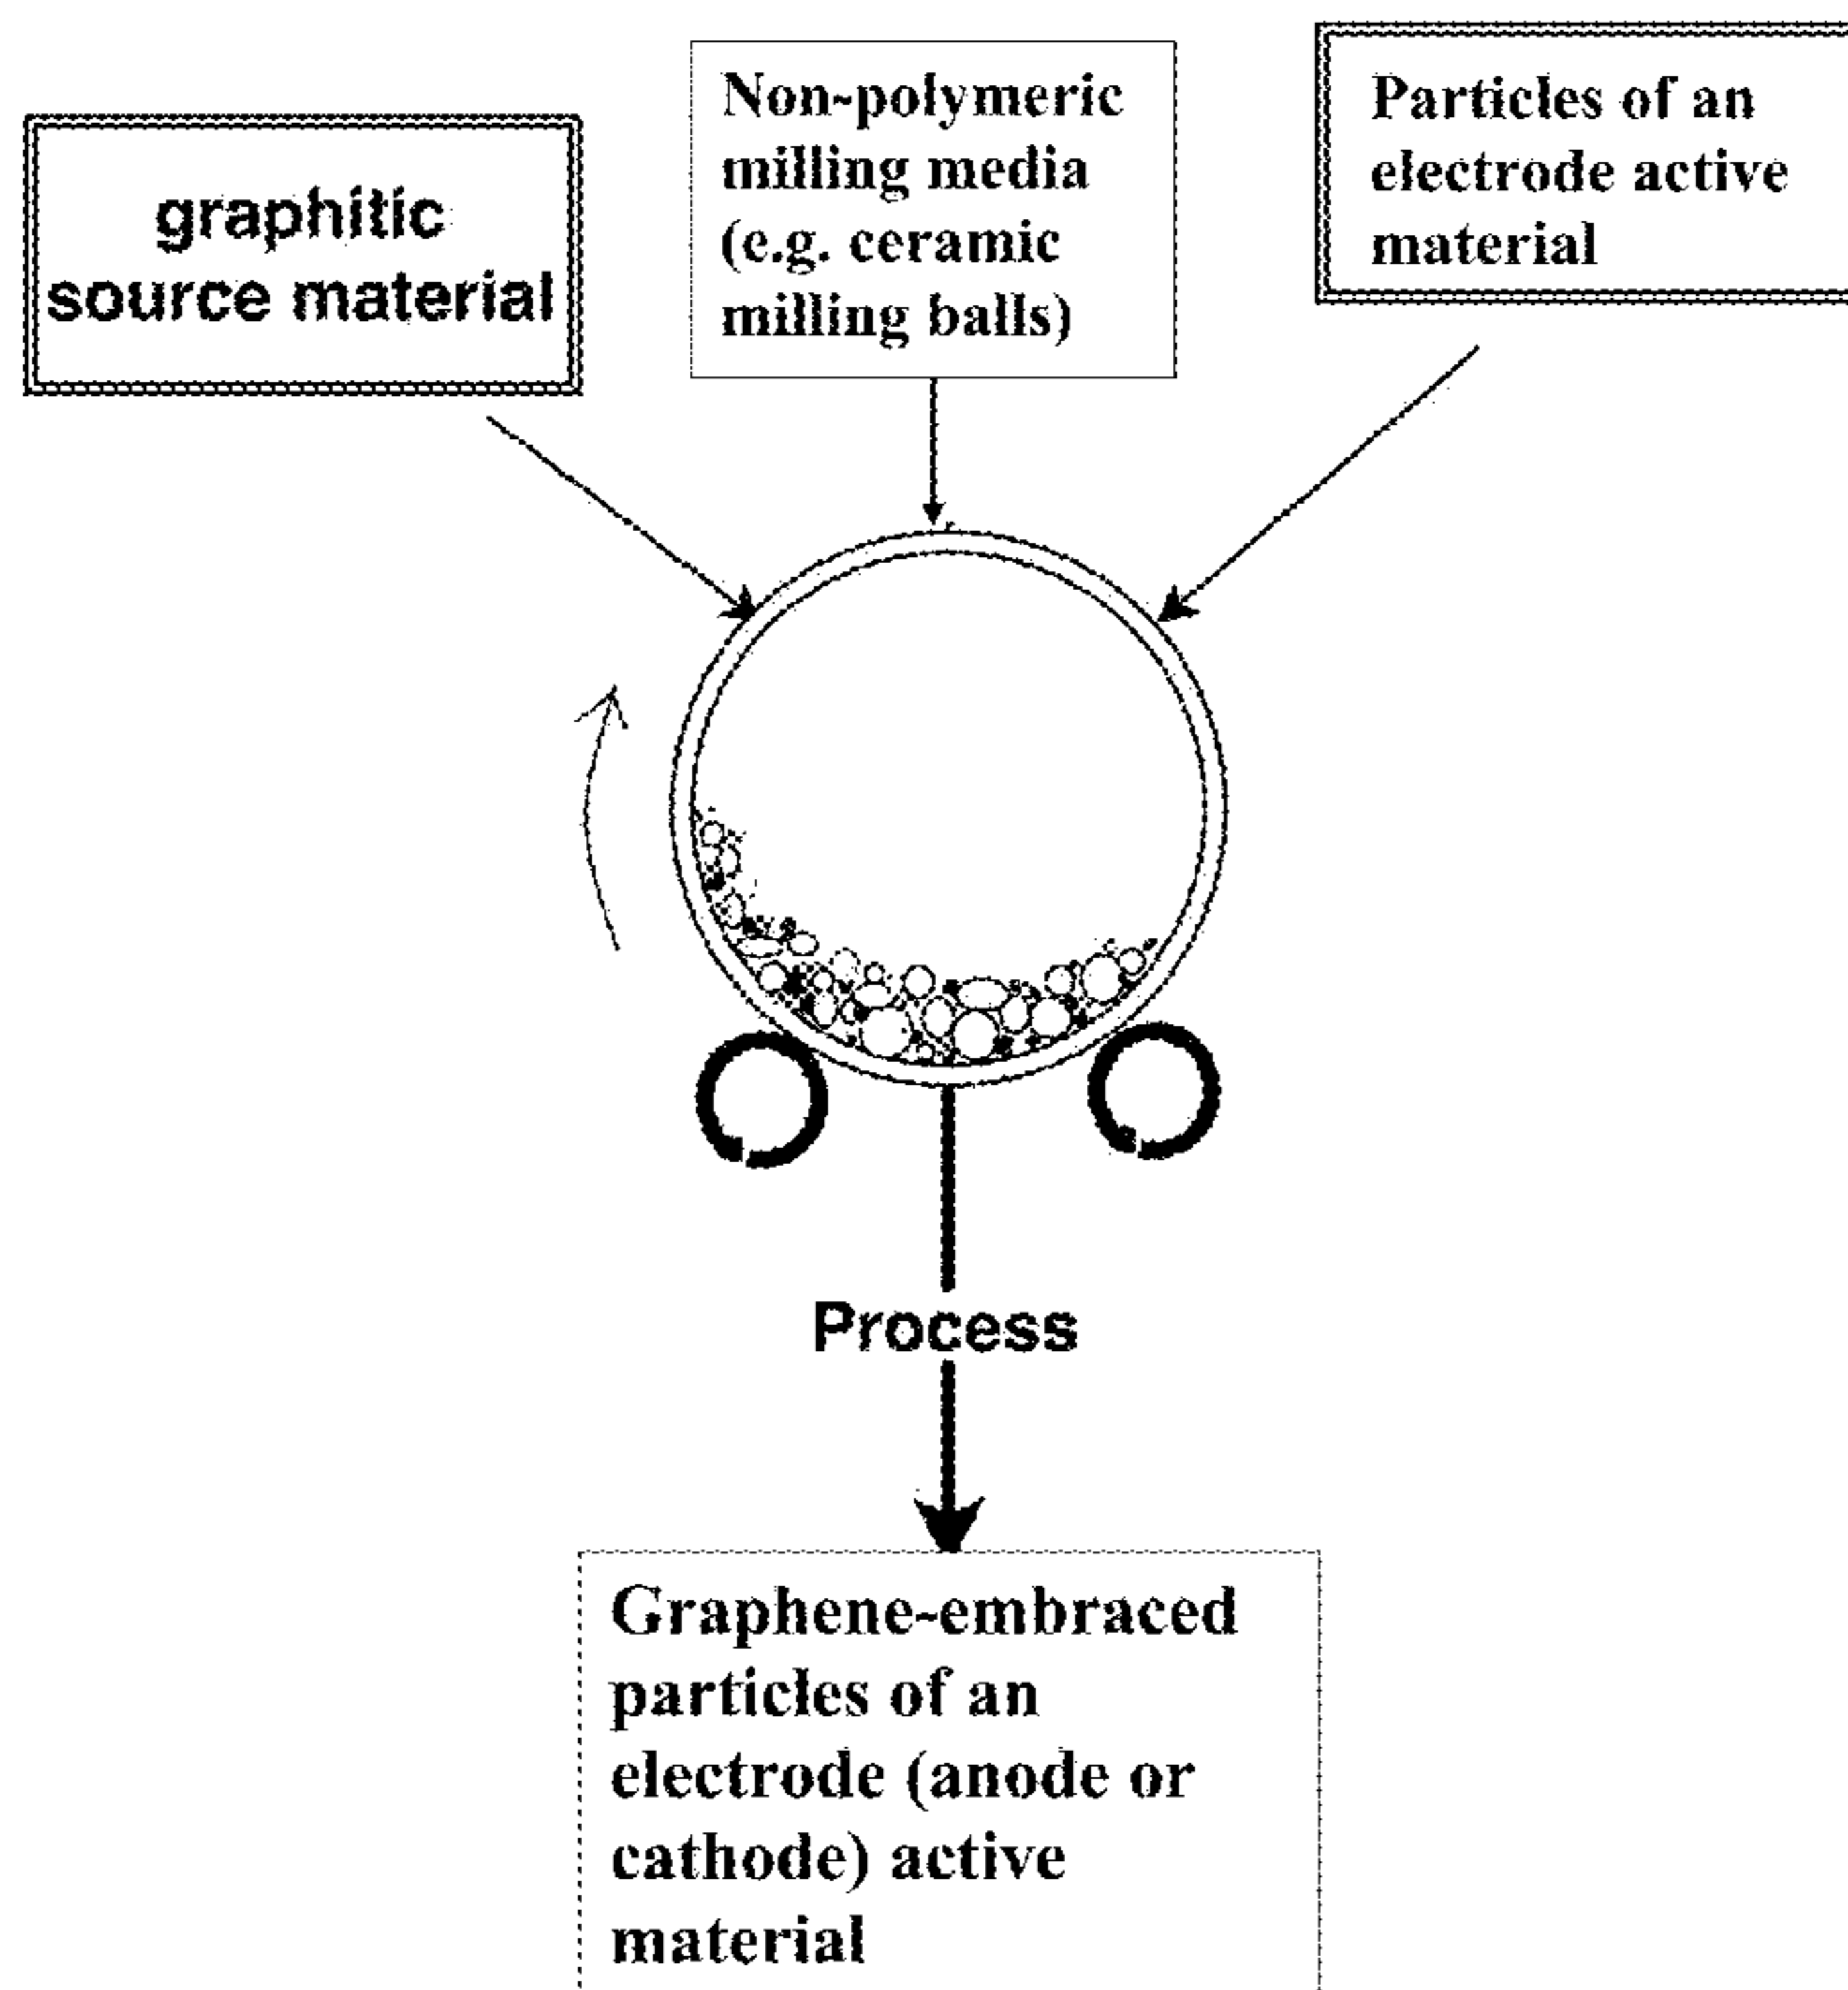 graphitic
source material
Non-polymeric
milling media
(e.g. ceramic
milling balls)
Particles of an
electrode active
material
Process
Graphene-embraced
particles of an
electrode (anode or
cathode) active
material